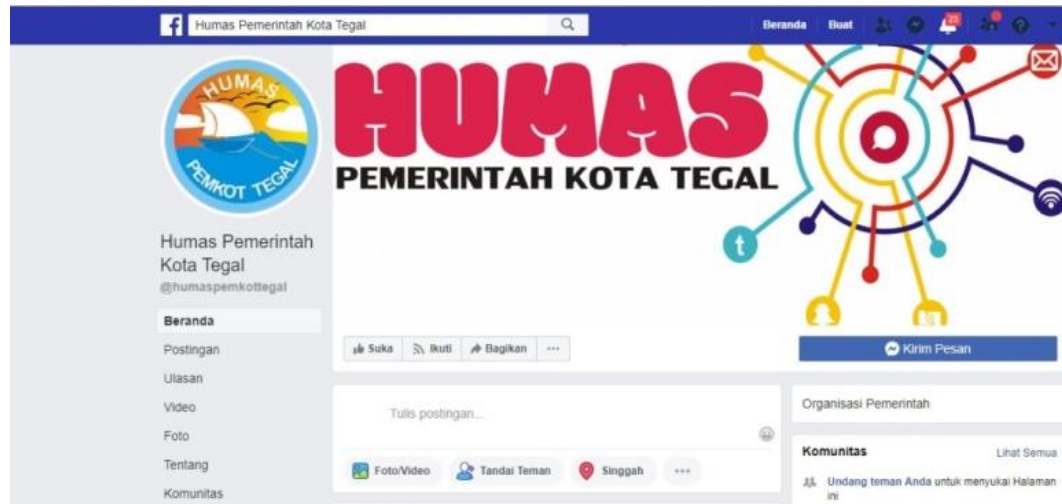 Humas Pemerintah Kota Tegal
Beranda
Buat
23
HUMAS
PEMKOT TEGAL
HUMAS
PEMERINTAH KOTA TEGAL
t
Humas Pemerintah
Kota Tegal
@humaspemkottegal
Beranda
Postingan
Ulasan
Video
Foto
Tentang
Komunitas
Suka
Ikuti
Bagikan
Kirim Pesan
Tulis postingan...
Foto/Video
Tandai Teman
Singgah
Organisasi Pemerintah
Komunitas
Lihat Semua
Undang teman Anda untuk menyukai Halaman
ini